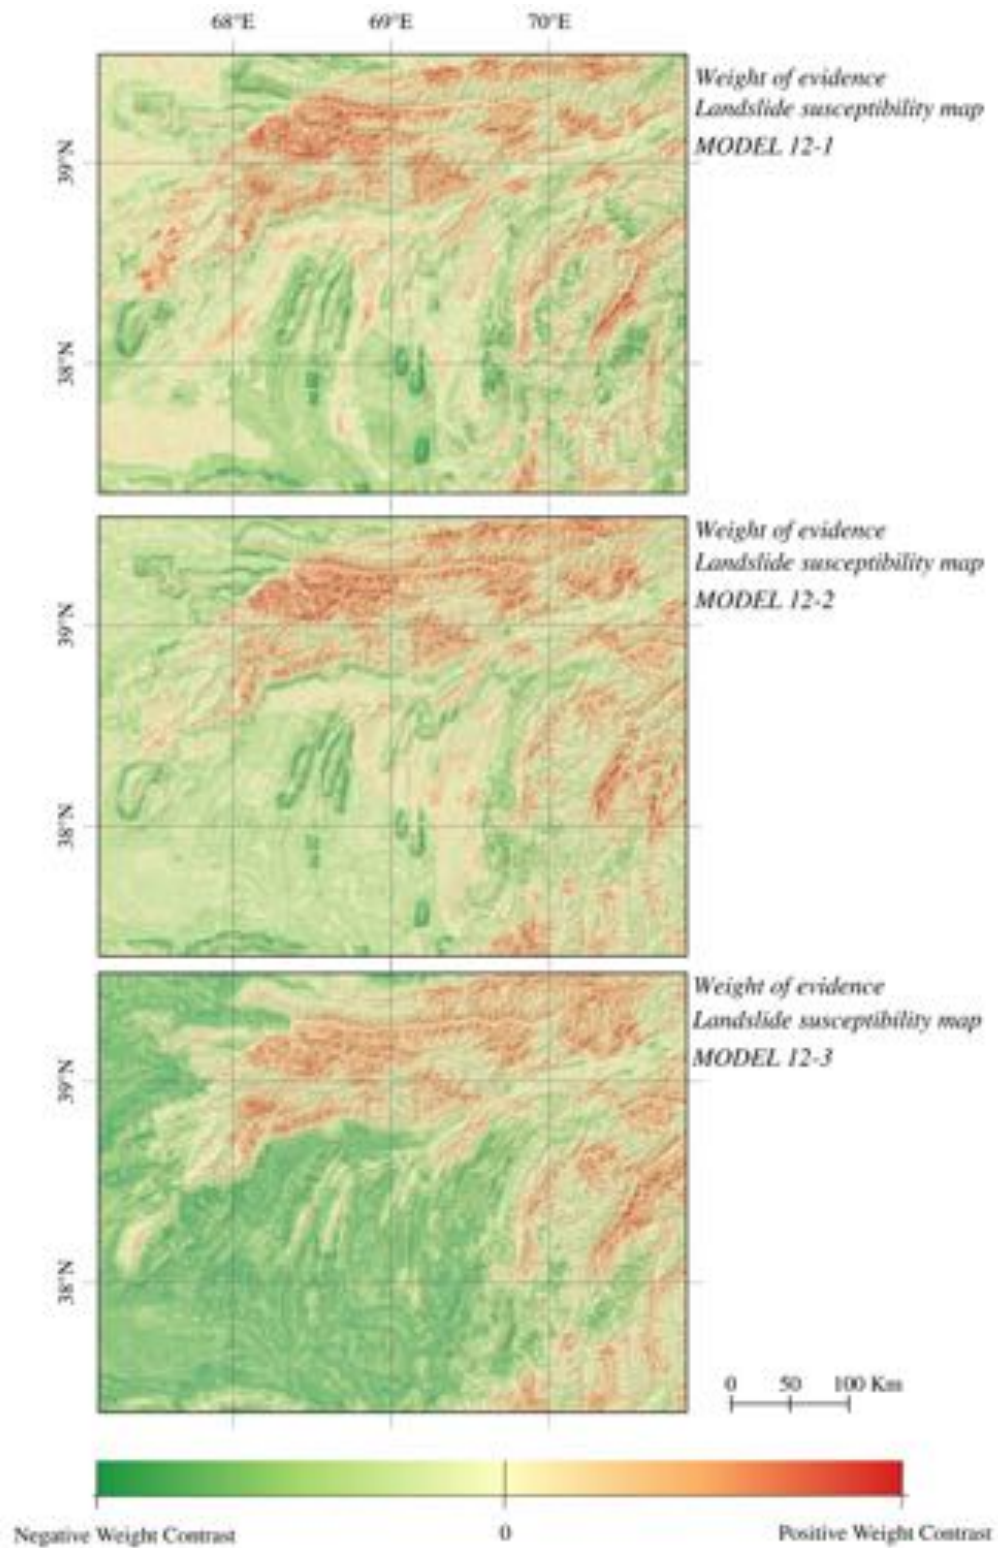 68°E 69°E 70°E
Weight of evidence
Landslide susceptibility map
MODEL 12-1
39°N
38°N
Weight of evidence
Landslide susceptibility map
MODEL 12-2
39°N
38°N
Weight of evidence
Landslide susceptibility map
MODEL 12-3
39°N
38°N
0 50 100 Km
Negative Weight Contrast 0 Positive Weight Contrast